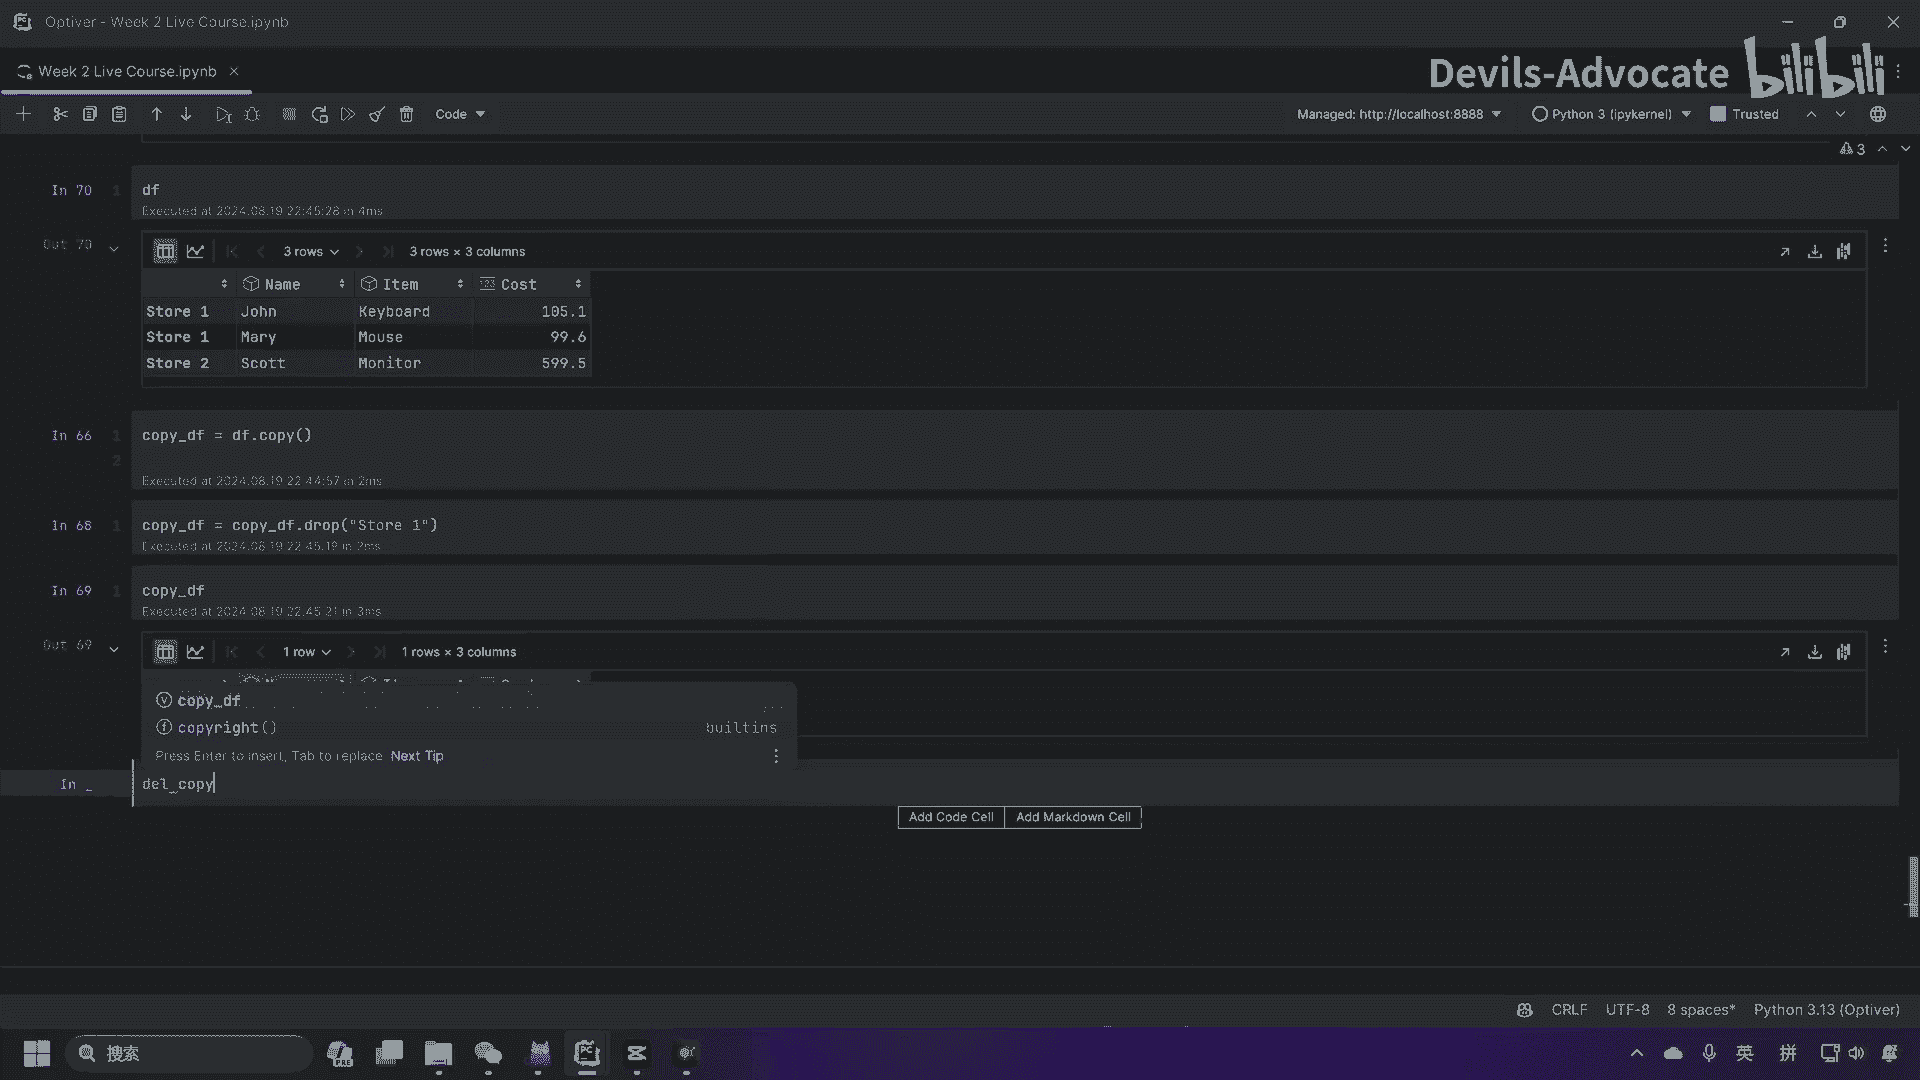 Optiver - Week 2 Live Course.ipynb
Week 2 Live Course.ipynb
Devils-Advocate bilibili
Code
Managed: http://localhost:8888
Python 3 (ipykernel)
Trusted
3
In 70
1
df
Executed at 2024.08.19 22:45:28 in 4ms
Out 70
3 rows
3 rows × 3 columns
Name Item 123 Cost
Store 1 John Keyboard 105.1
Store 1 Mary Mouse 99.6
Store 2 Scott Monitor 599.5
In 66
1
copy_df = df.copy()
2
Executed at 2024.08.19 22:44:57 in 2ms
In 68
1
copy_df = copy_df.drop("Store 1")
Executed at 2024.08.19 22:45:19 in 2ms
In 69
1
copy_df
Executed at 2024.08.19 22:45:21 in 3ms
Out 69
1 row
1 rows × 3 columns
copy_df
copyright() builtins
Press Enter to insert, Tab to replace Next Tip
In _
del_copy
Add Code Cell Add Markdown Cell
CRLF UTF-8 8 spaces* Python 3.13 (Optiver)
搜索
英 拼